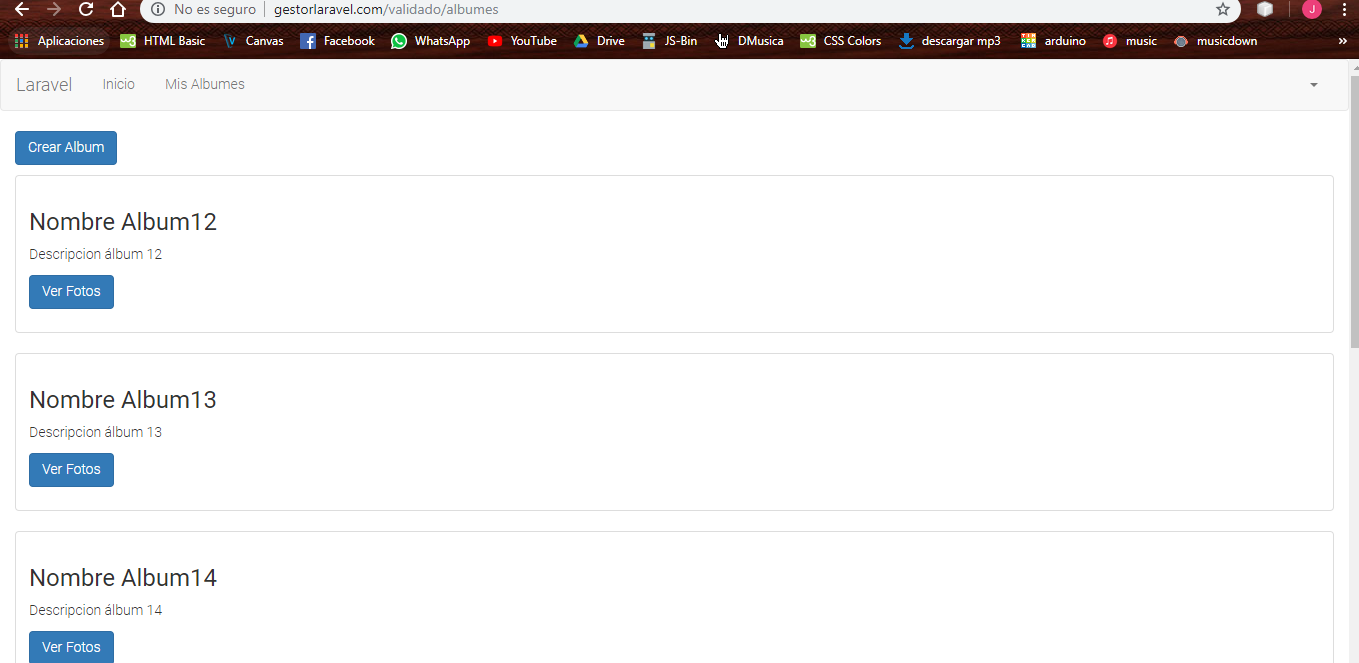 No es seguro gestorlaravel.com/validado/albumes J
Aplicaciones HTML Basic Canvas Facebook WhatsApp YouTube Drive JS-Bin DMusica CSS Colors descargar mp3 arduino music musicdown »
Laravel Inicio Mis Albumes
Crear Album
Nombre Album12
Descripcion álbum 12
Ver Fotos
Nombre Album13
Descripcion álbum 13
Ver Fotos
Nombre Album14
Descripcion álbum 14
Ver Fotos